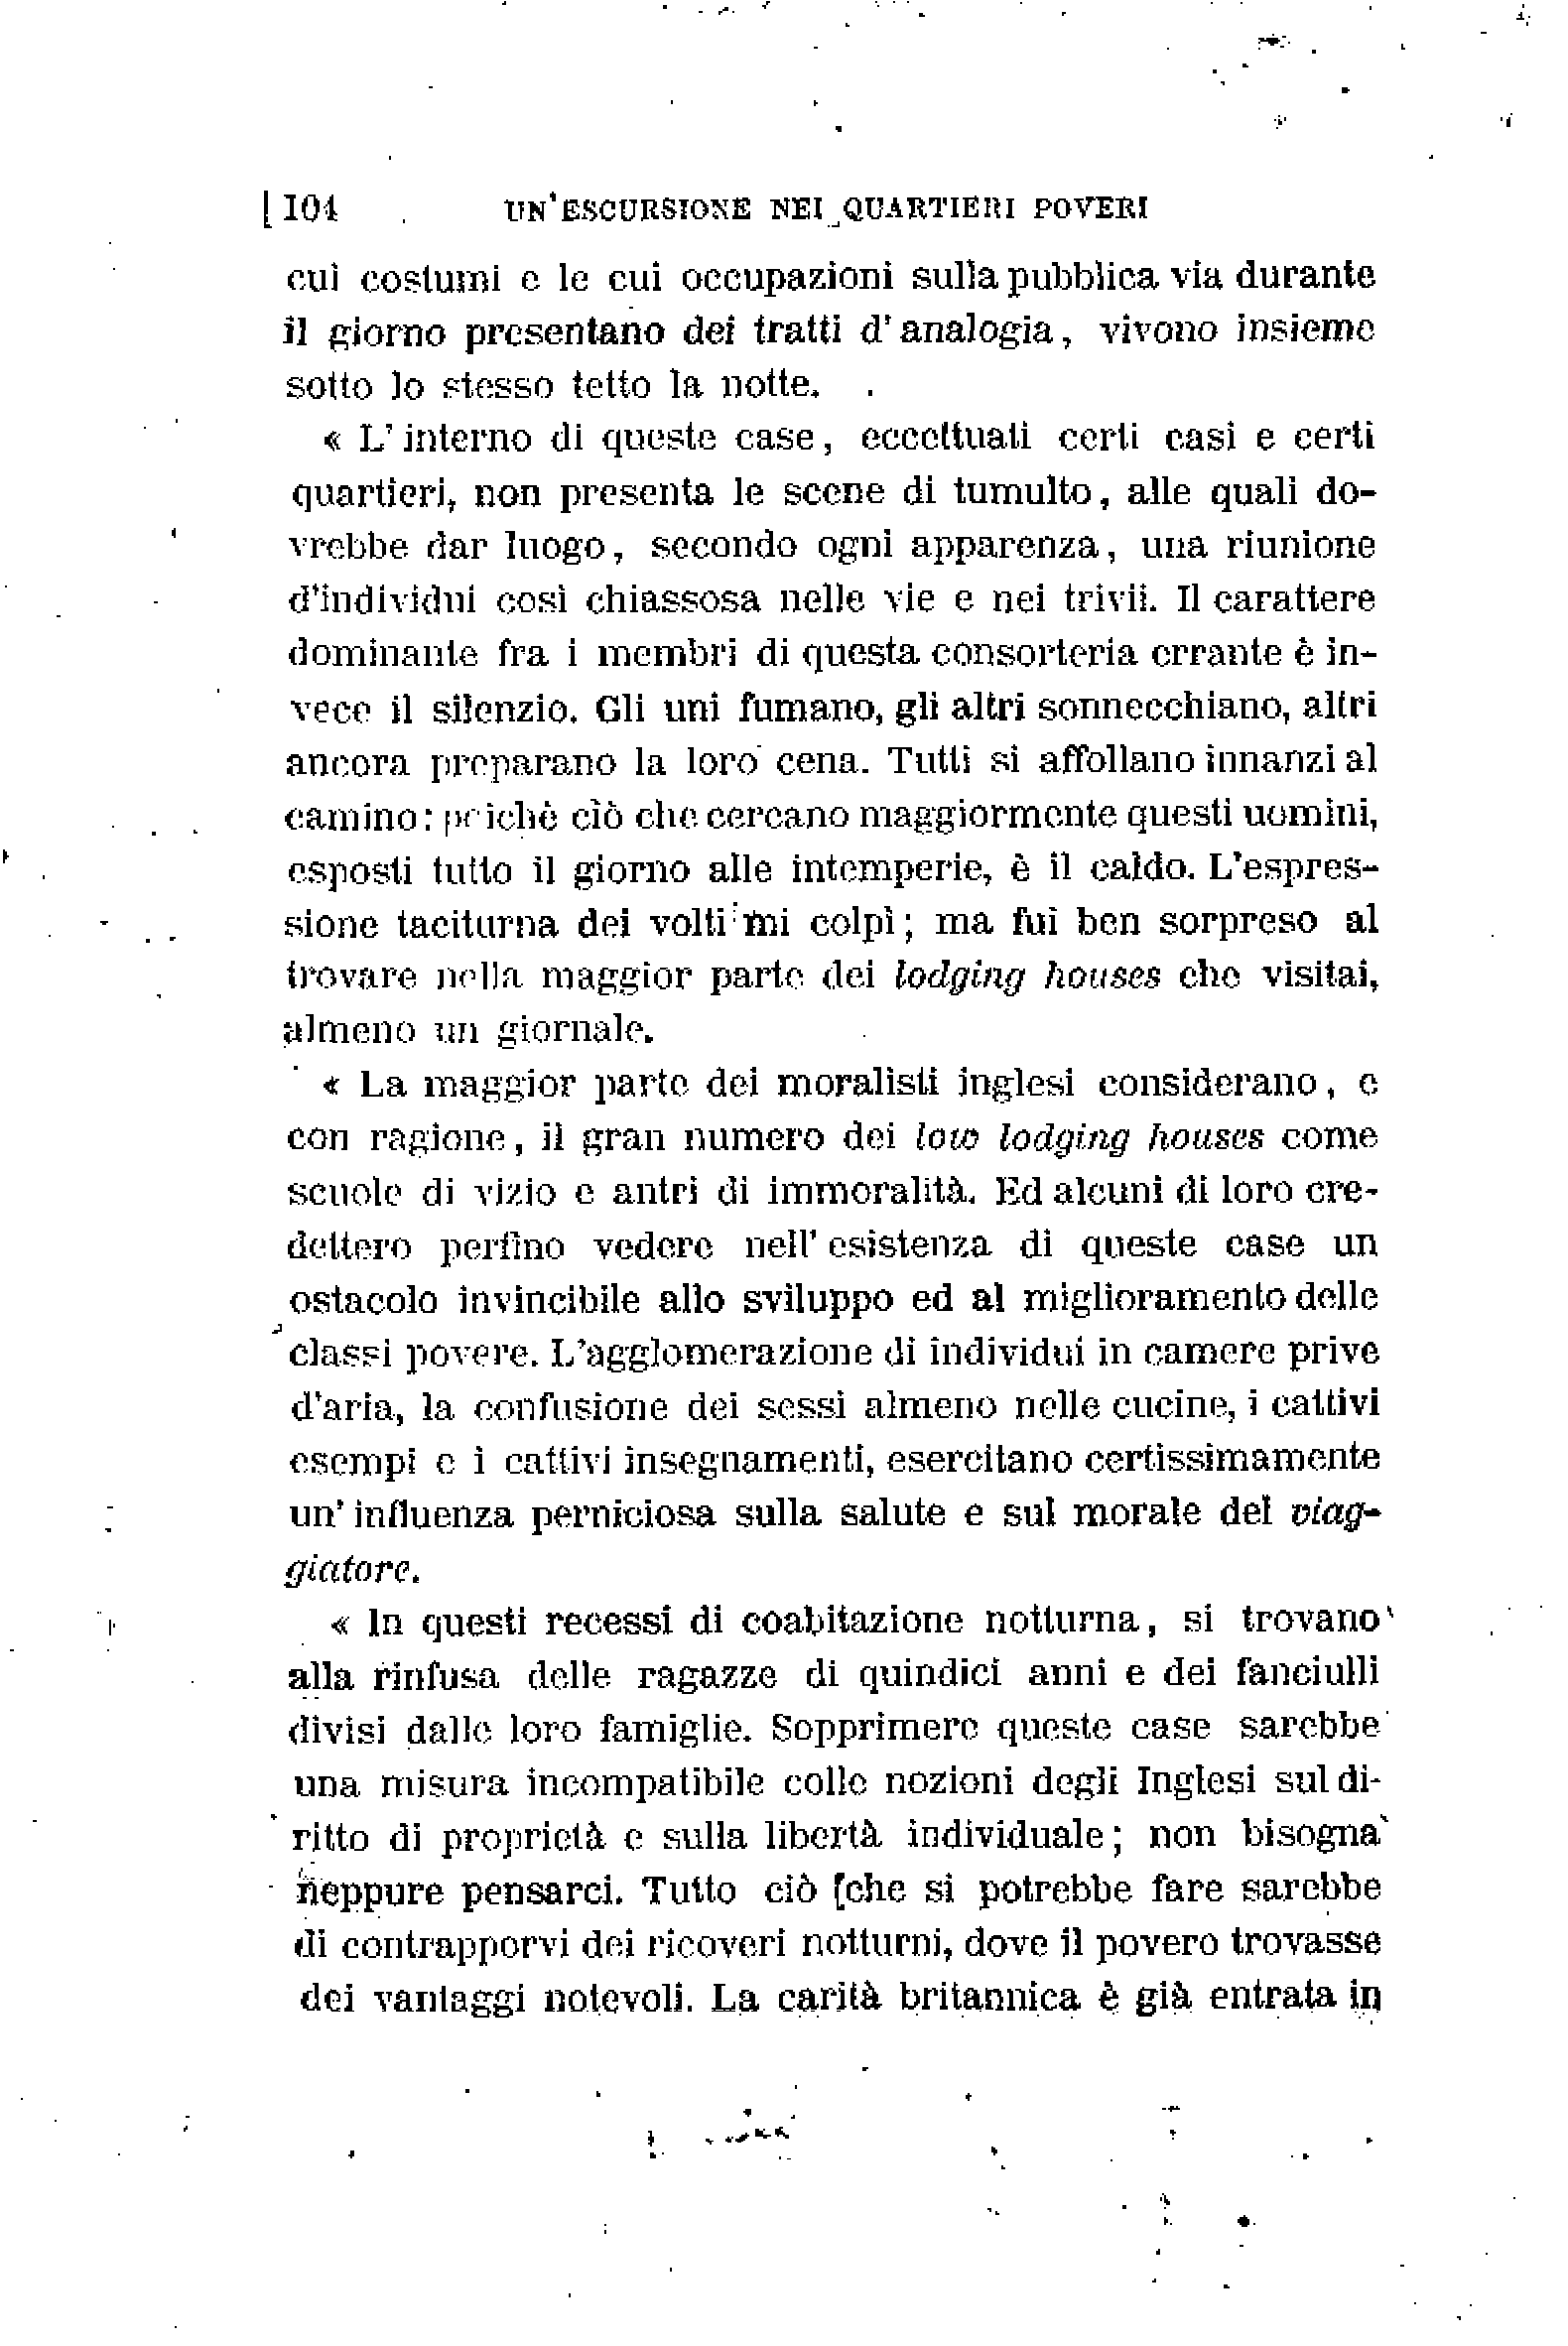 104 UN'ESCURSIONE NEI QUARTIERI POVERI
cui costumi e le cui occupazioni sulla pubblica via durante
il giorno presentano dei tratti d'analogia, vivono insieme
sotto lo stesso tetto la notte.
« L'interno di queste case, eccettuati certi casi e certi
quartieri, non presenta le scene di tumulto, alle quali do-
vrebbe dar luogo, secondo ogni apparenza, una riunione
d'individui così chiassosa nelle vie e nei trivii. Il carattere
dominante fra i membri di questa consorteria errante è in-
vece il silenzio. Gli uni fumano, gli altri sonnecchiano, altri
ancora preparano la loro cena. Tutti si affollano innanzi al
camino: poichè ciò che cercano maggiormente questi uomini,
esposti tutto il giorno alle intemperie, è il caldo. L'espres-
sione taciturna dei volti mi colpì; ma fui ben sorpreso al
trovare nella maggior parte dei lodging houses che visitai,
almeno un giornale.
« La maggior parte dei moralisti inglesi considerano, e
con ragione, il gran numero dei low lodging houses come
scuole di vizio e antri di immoralità. Ed alcuni di loro cre-
dettero perfino vedere nell'esistenza di queste case un
ostacolo invincibile allo sviluppo ed al miglioramento delle
classi povere. L'agglomerazione di individui in camere prive
d'aria, la confusione dei sessi almeno nelle cucine, i cattivi
esempi e i cattivi insegnamenti, esercitano certissimamente
un'influenza perniciosa sulla salute e sul morale del viag-
giatore.
« In questi recessi di coabitazione notturna, si trovano
alla rinfusa delle ragazze di quindici anni e dei fanciulli
divisi dalle loro famiglie. Sopprimere queste case sarebbe
una misura incompatibile colle nozioni degli Inglesi sul di-
ritto di proprietà e sulla libertà individuale; non bisogna
neppure pensarci. Tutto ciò [che si potrebbe fare sarebbe
di contrapporvi dei ricoveri notturni, dove il povero trovasse
dei vantaggi notevoli. La carità britannica è già entrata in